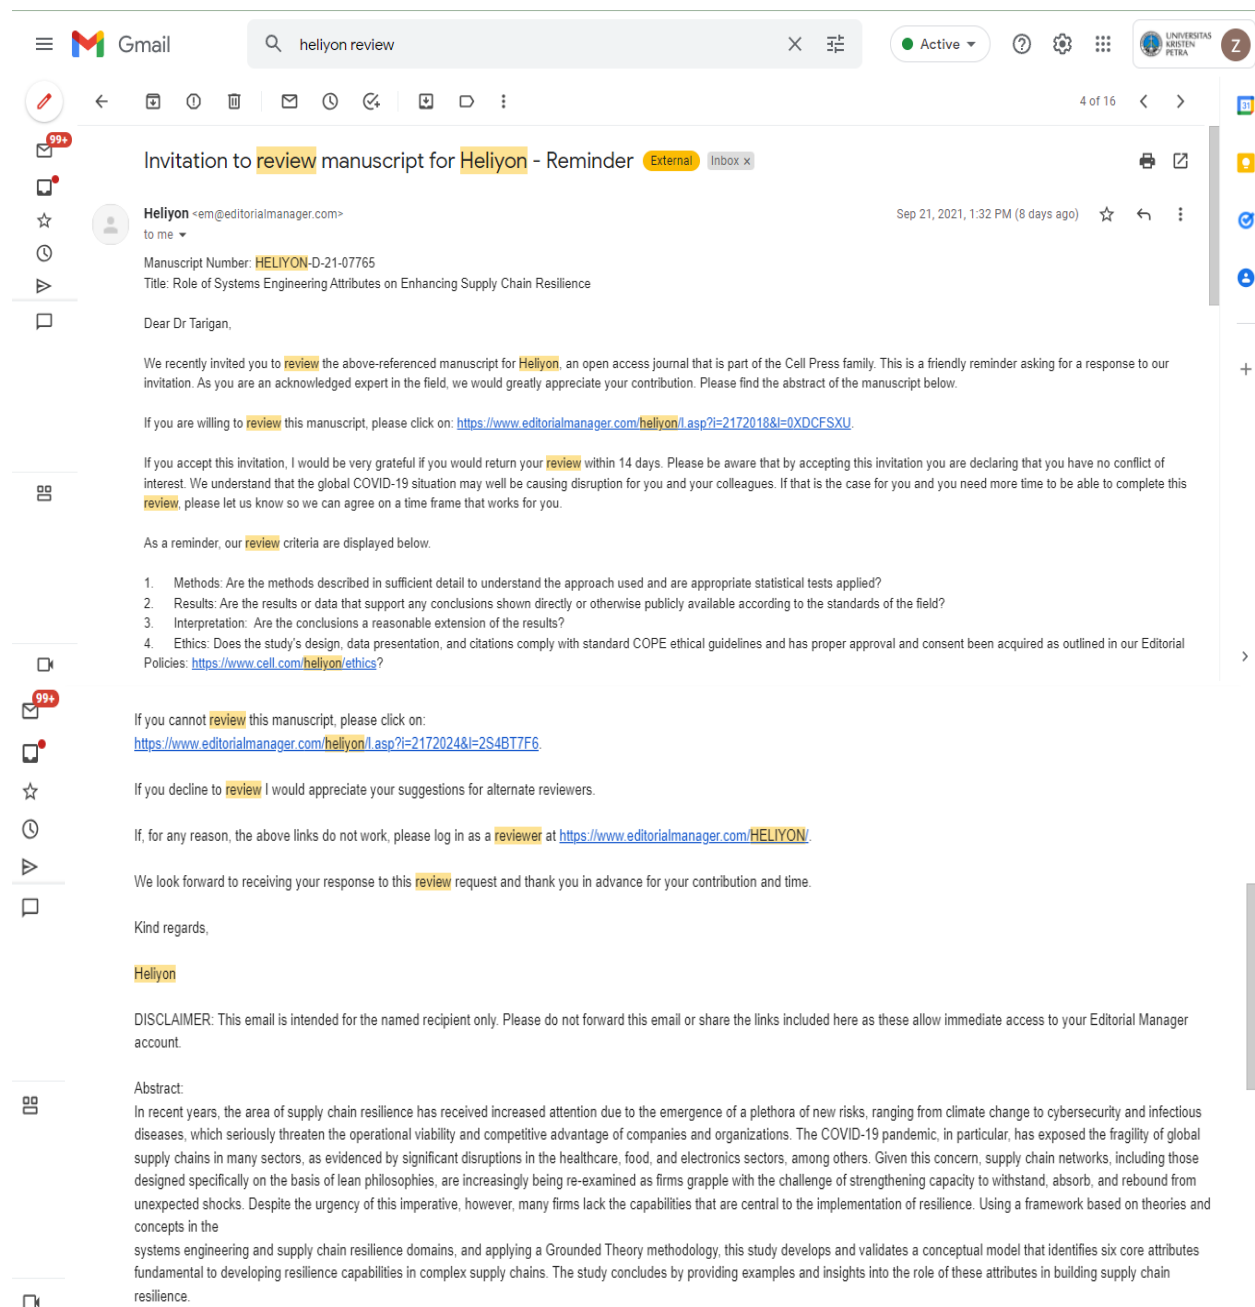 Gmail
heliyon review
Active
UNIVERSITAS
KRISTEN
PETRA
Z
4 of 16
31
99+
Invitation to review manuscript for Heliyon - Reminder External Inbox x
Heliyon <em@editorialmanager.com>
Sep 21, 2021, 1:32 PM (8 days ago)
to me
Manuscript Number: HELIYON-D-21-07765
Title: Role of Systems Engineering Attributes on Enhancing Supply Chain Resilience
Dear Dr Tarigan,
We recently invited you to review the above-referenced manuscript for Heliyon, an open access journal that is part of the Cell Press family. This is a friendly reminder asking for a response to our
invitation. As you are an acknowledged expert in the field, we would greatly appreciate your contribution. Please find the abstract of the manuscript below.
If you are willing to review this manuscript, please click on: https://www.editorialmanager.com/heliyon/l.asp?i=2172018&l=0XDCFSXU.
If you accept this invitation, I would be very grateful if you would return your review within 14 days. Please be aware that by accepting this invitation you are declaring that you have no conflict of
interest. We understand that the global COVID-19 situation may well be causing disruption for you and your colleagues. If that is the case for you and you need more time to be able to complete this
review, please let us know so we can agree on a time frame that works for you.
As a reminder, our review criteria are displayed below.
1. Methods: Are the methods described in sufficient detail to understand the approach used and are appropriate statistical tests applied?
2. Results: Are the results or data that support any conclusions shown directly or otherwise publicly available according to the standards of the field?
3. Interpretation: Are the conclusions a reasonable extension of the results?
4. Ethics: Does the study's design, data presentation, and citations comply with standard COPE ethical guidelines and has proper approval and consent been acquired as outlined in our Editorial
Policies: https://www.cell.com/heliyon/ethics?
99+
If you cannot review this manuscript, please click on:
https://www.editorialmanager.com/heliyon/l.asp?i=2172024&l=2S4BT7F6.
If you decline to review I would appreciate your suggestions for alternate reviewers.
If, for any reason, the above links do not work, please log in as a reviewer at https://www.editorialmanager.com/HELIYON/.
We look forward to receiving your response to this review request and thank you in advance for your contribution and time.
Kind regards,
Heliyon
DISCLAIMER: This email is intended for the named recipient only. Please do not forward this email or share the links included here as these allow immediate access to your Editorial Manager
account.
Abstract:
In recent years, the area of supply chain resilience has received increased attention due to the emergence of a plethora of new risks, ranging from climate change to cybersecurity and infectious
diseases, which seriously threaten the operational viability and competitive advantage of companies and organizations. The COVID-19 pandemic, in particular, has exposed the fragility of global
supply chains in many sectors, as evidenced by significant disruptions in the healthcare, food, and electronics sectors, among others. Given this concern, supply chain networks, including those
designed specifically on the basis of lean philosophies, are increasingly being re-examined as firms grapple with the challenge of strengthening capacity to withstand, absorb, and rebound from
unexpected shocks. Despite the urgency of this imperative, however, many firms lack the capabilities that are central to the implementation of resilience. Using a framework based on theories and
concepts in the
systems engineering and supply chain resilience domains, and applying a Grounded Theory methodology, this study develops and validates a conceptual model that identifies six core attributes
fundamental to developing resilience capabilities in complex supply chains. The study concludes by providing examples and insights into the role of these attributes in building supply chain
resilience.